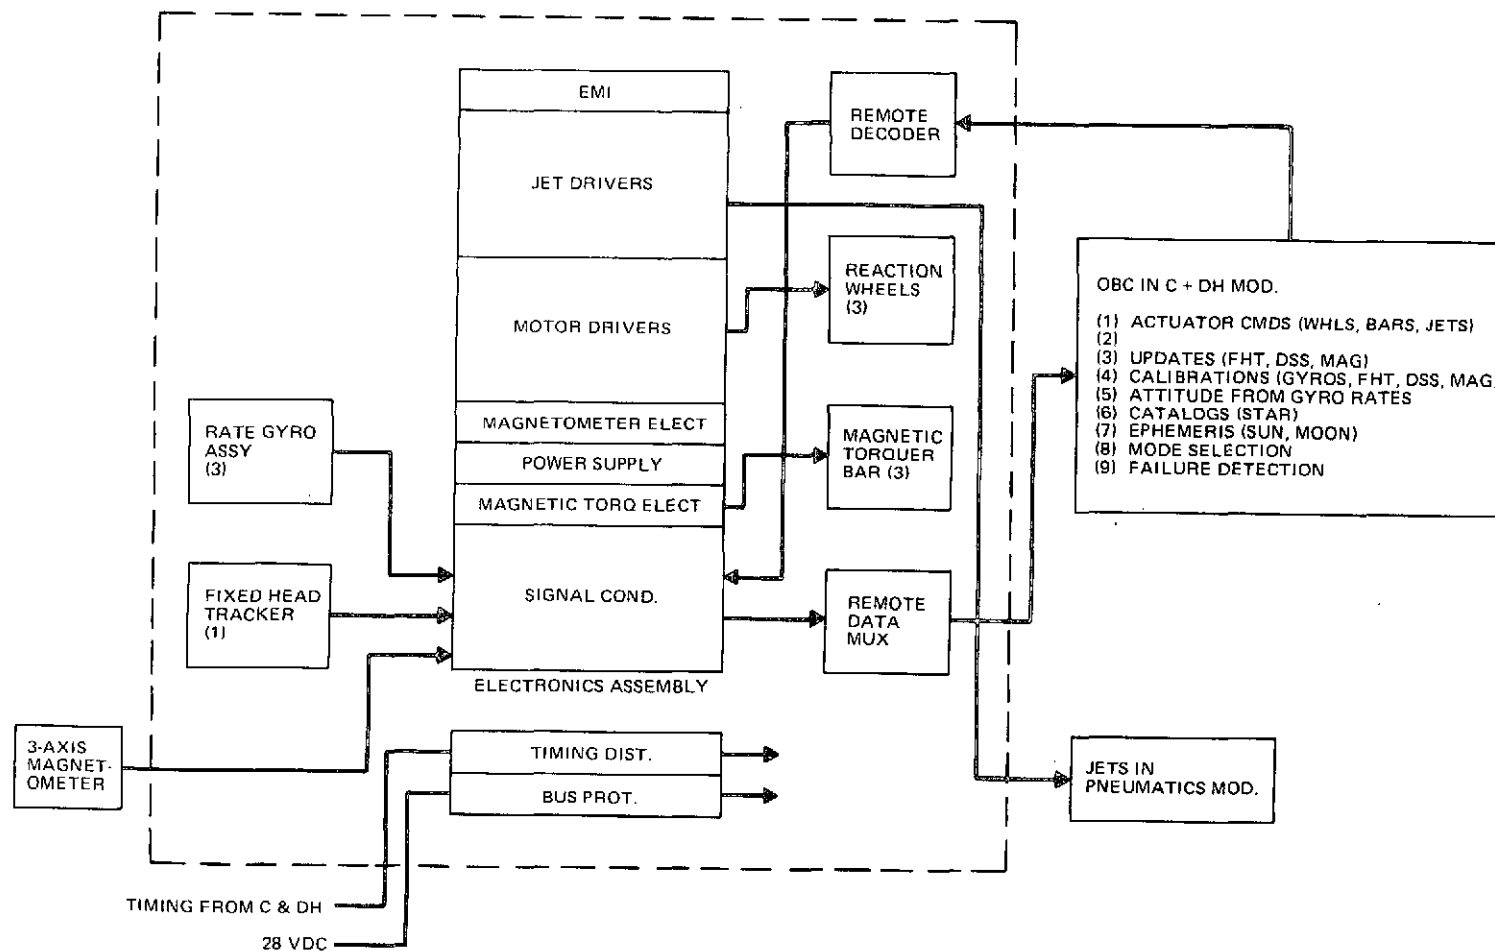 EMI
JET DRIVERS
MOTOR DRIVERS
MAGNETOMETER ELECT
POWER SUPPLY
MAGNETIC TORQ ELECT
SIGNAL COND.
ELECTRONICS ASSEMBLY
TIMING DIST.
BUS PROT.
RATE GYRO
ASSY
(3)
FIXED HEAD
TRACKER
(1)
3-AXIS
MAGNET-
OMETER
TIMING FROM C & DH
28 VDC
REMOTE
DECODER
REACTION
WHEELS
(3)
MAGNETIC
TORQUER
BAR (3)
REMOTE
DATA
MUX
OBC IN C + DH MOD.
(1) ACTUATOR CMDS (WHLS, BARS, JETS)
(2)
(3) UPDATES (FHT, DSS, MAG)
(4) CALIBRATIONS (GYROS, FHT, DSS, MAG,
(5) ATTITUDE FROM GYRO RATES
(6) CATALOGS (STAR)
(7) EPHEMERIS (SUN, MOON)
(8) MODE SELECTION
(9) FAILURE DETECTION
JETS IN
PNEUMATICS MOD.